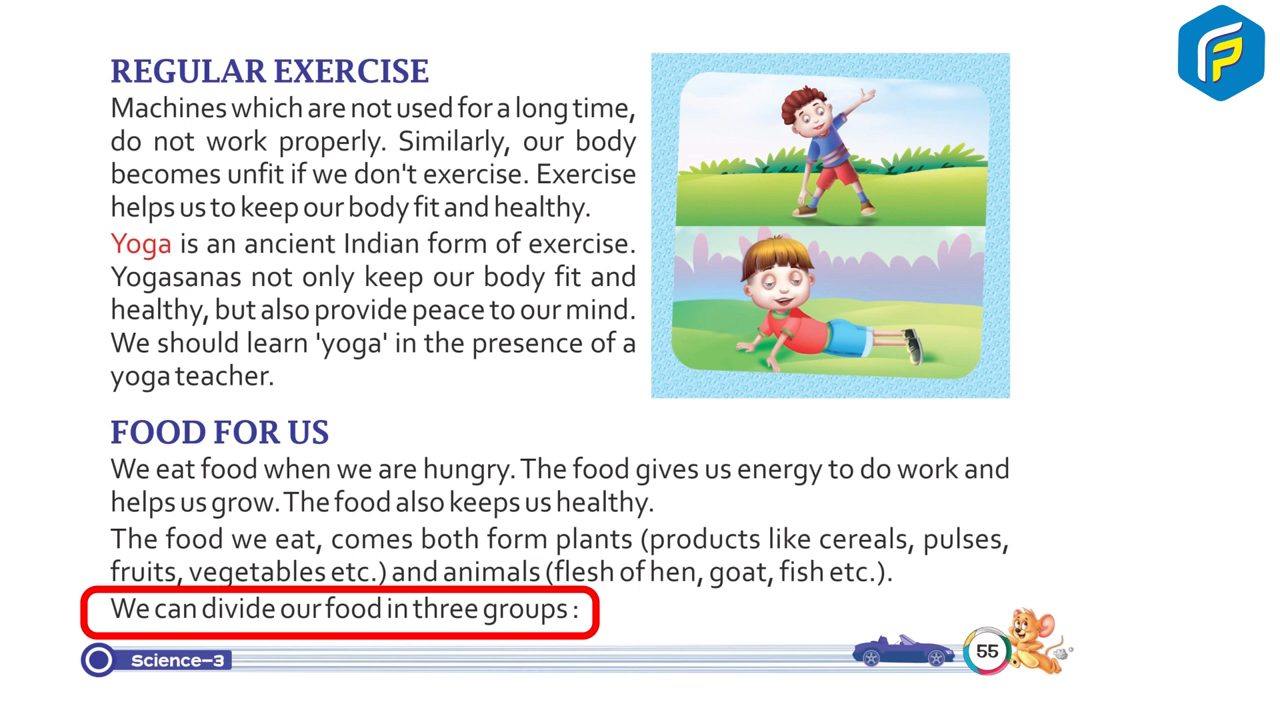 REGULAR EXERCISE
Machines which are not used for a long time,
do not work properly. Similarly, our body
becomes unfit if we don't exercise. Exercise
helps us to keep our body fit and healthy.
Yoga is an ancient Indian form of exercise.
Yogasanas not only keep our body fit and
healthy, but also provide peace to our mind.
We should learn 'yoga' in the presence of a
yoga teacher.
FOOD FOR US
We eat food when we are hungry. The food gives us energy to do work and
helps us grow. The food also keeps us healthy.
The food we eat, comes both form plants (products like cereals, pulses,
fruits, vegetables etc.) and animals (flesh of hen, goat, fish etc.).
We can divide our food in three groups :
Science–3
55